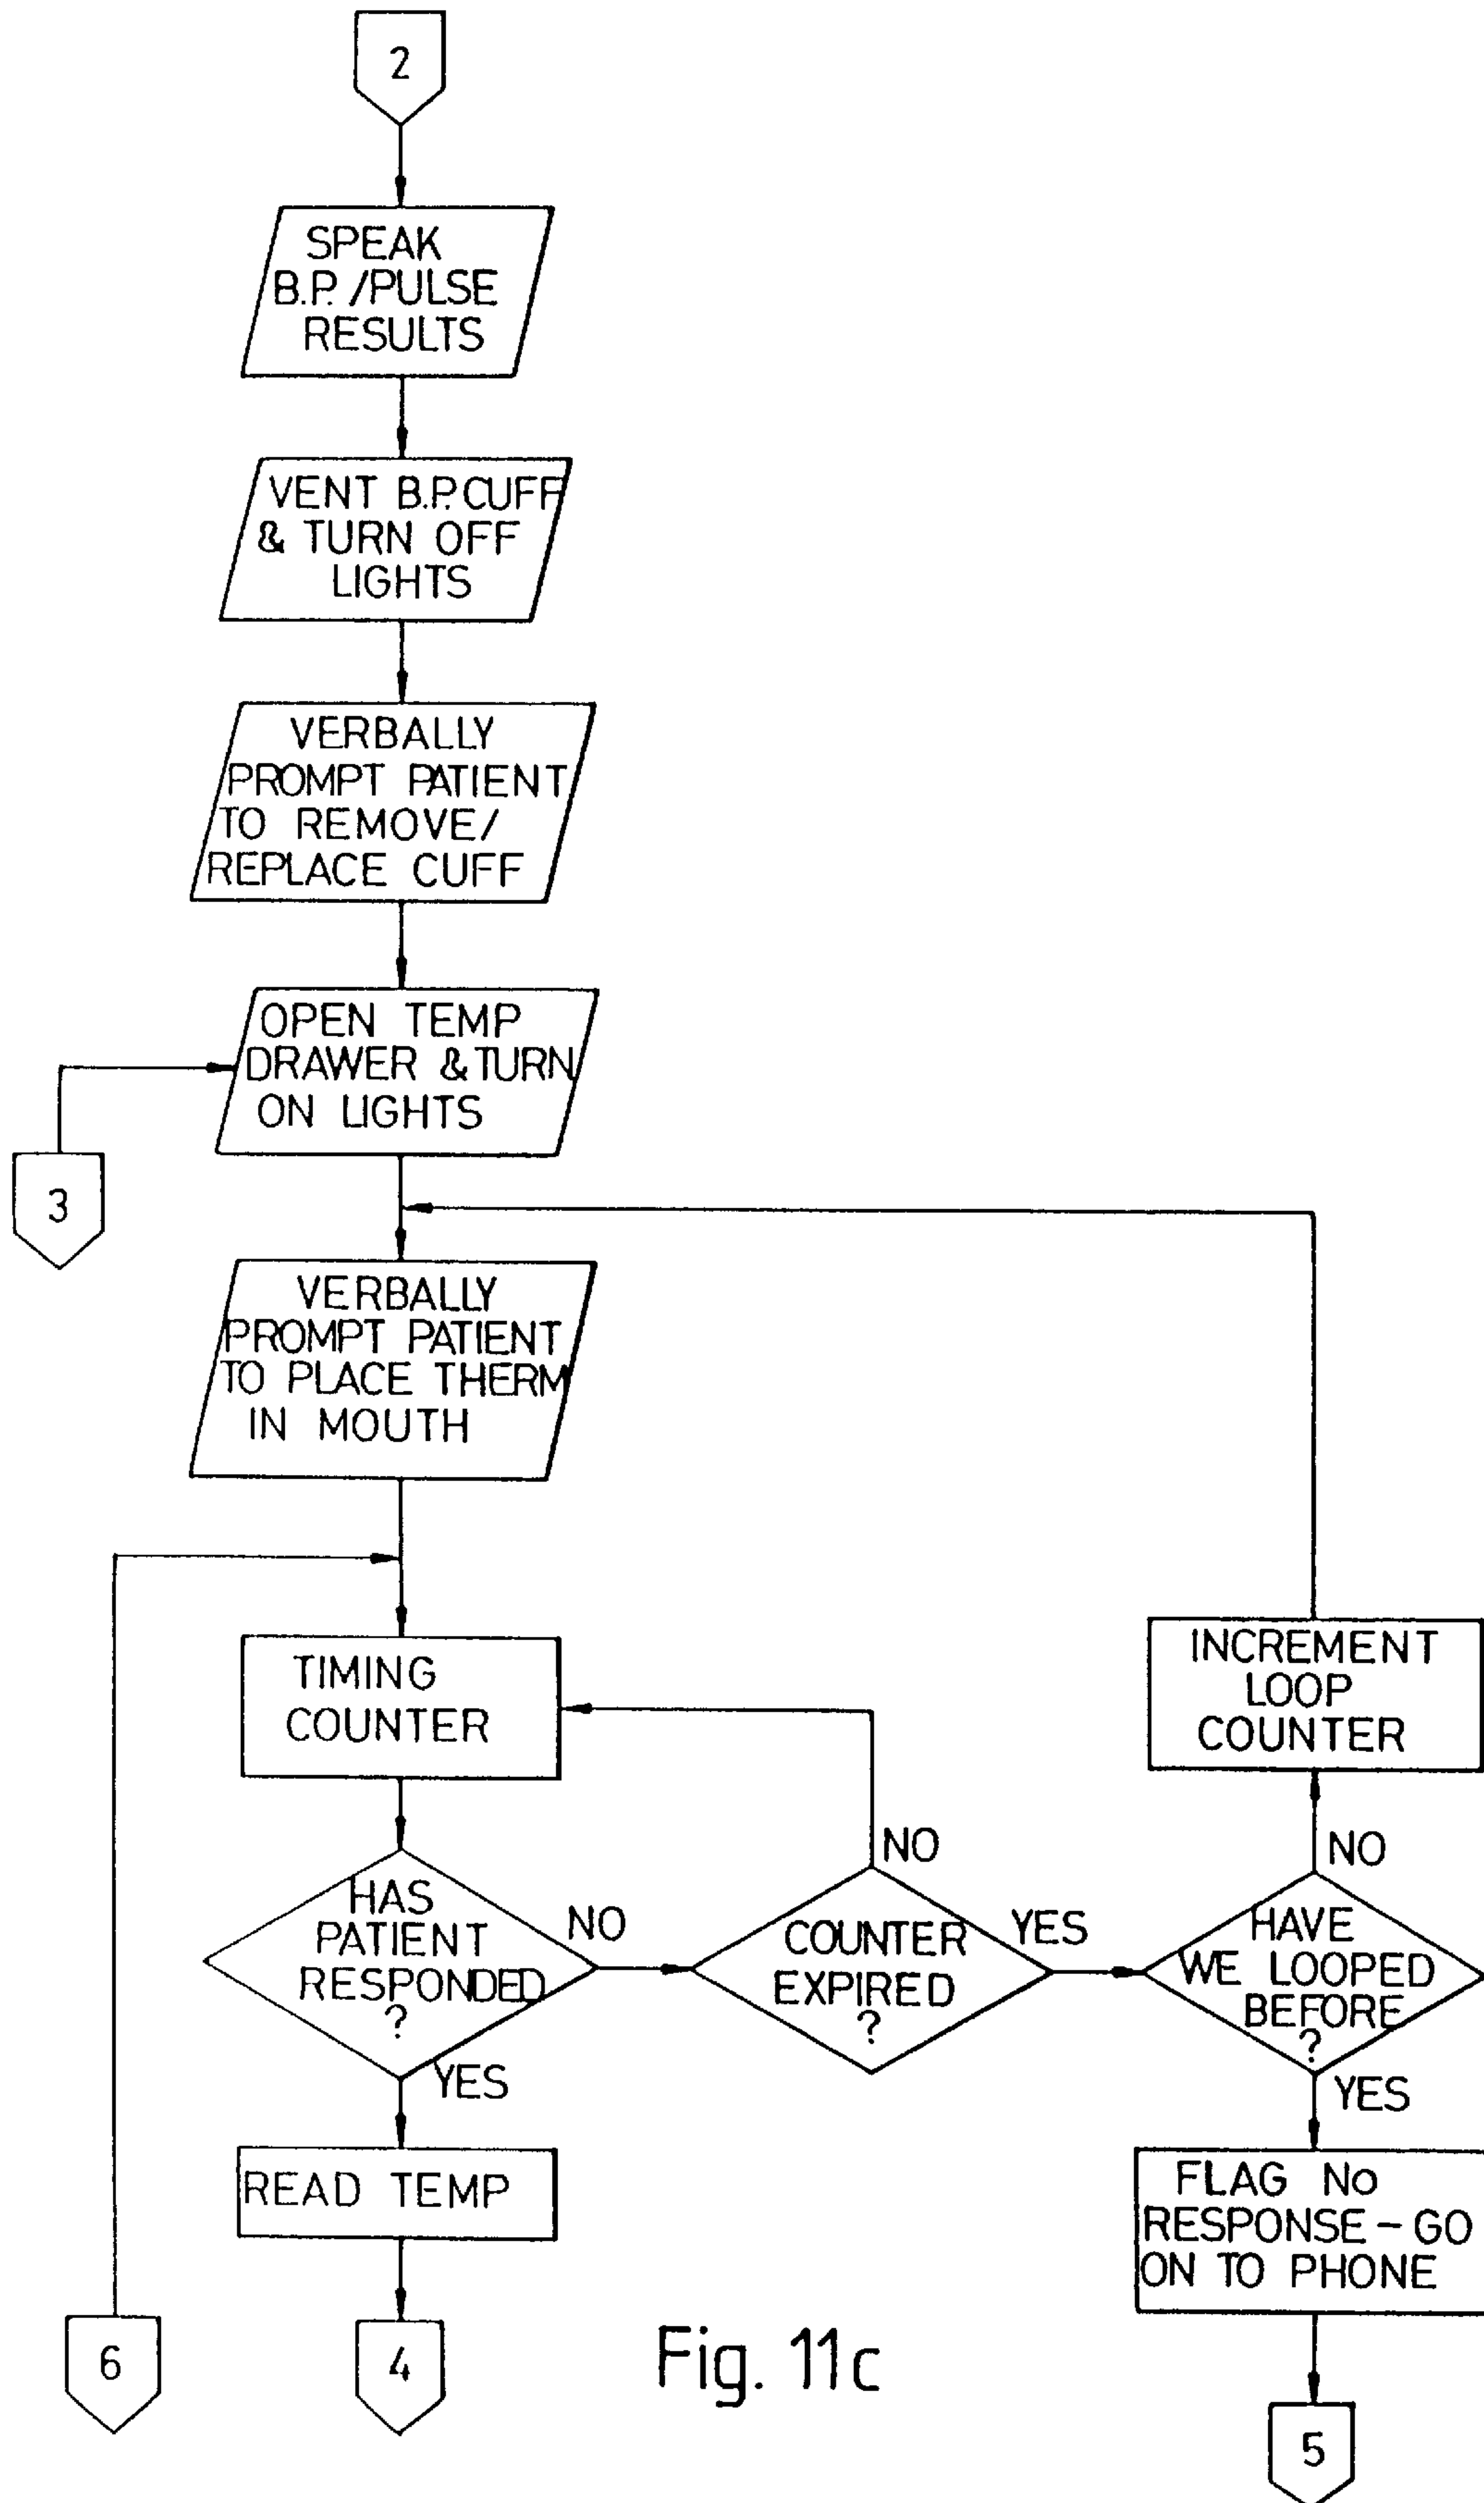 2
SPEAK
B.P./PULSE
RESULTS
VENT B.P. CUFF
& TURN OFF
LIGHTS
VERBALLY
PROMPT PATIENT
TO REMOVE/
REPLACE CUFF
OPEN TEMP
DRAWER & TURN
ON LIGHTS
3
VERBALLY
PROMPT PATIENT
TO PLACE THERM
IN MOUTH
TIMING
COUNTER
INCREMENT
LOOP
COUNTER
HAS
PATIENT
RESPONDED
?
NO
YES
COUNTER
EXPIRED
?
NO
YES
HAVE
WE LOOPED
BEFORE
?
NO
YES
READ TEMP
FLAG No
RESPONSE - GO
ON TO PHONE
6
4
5
Fig. 11c